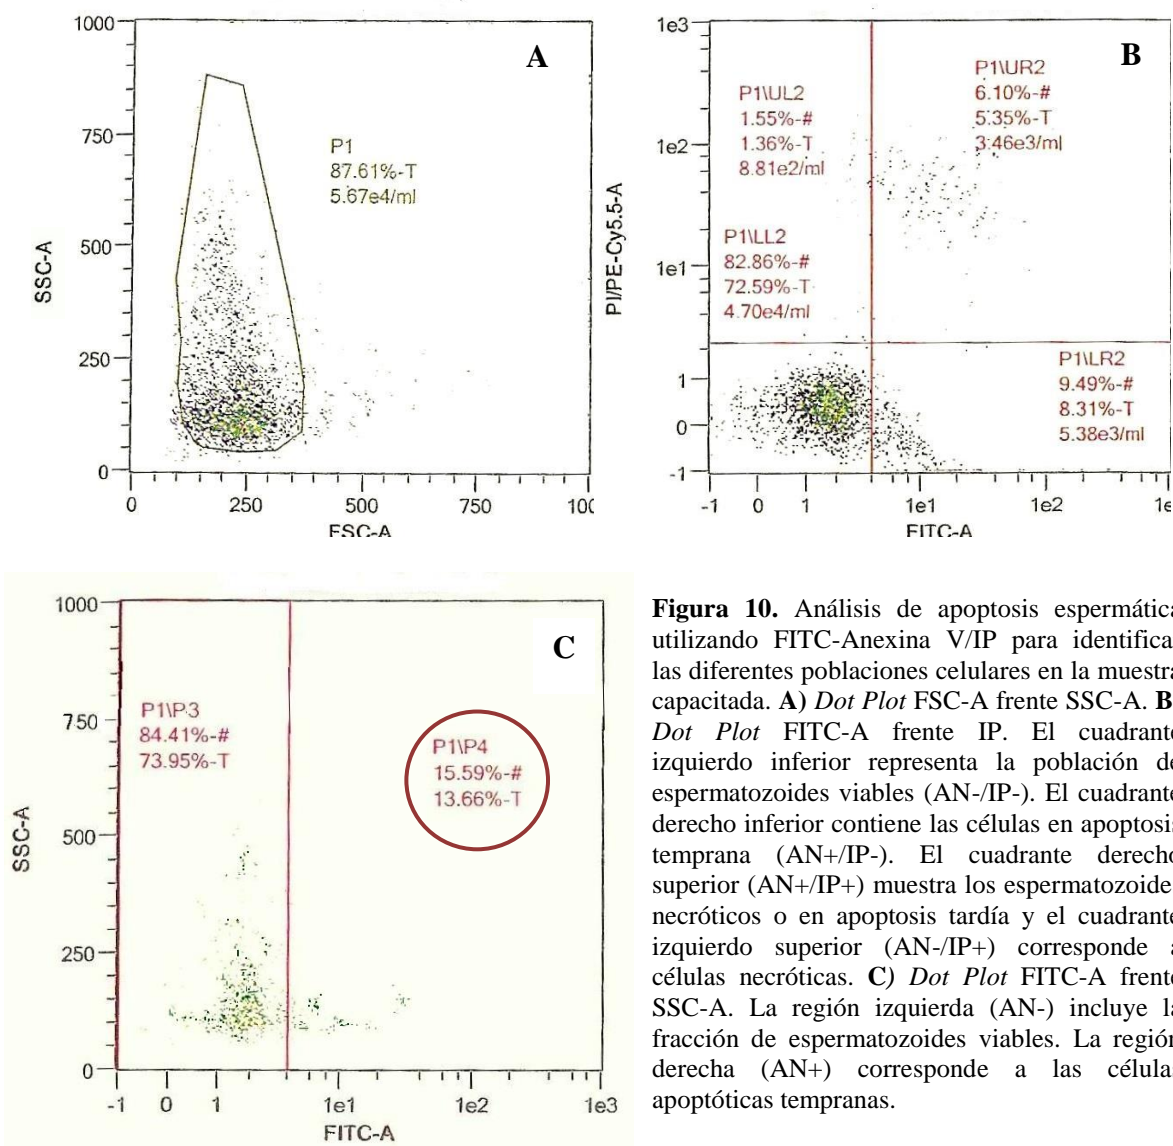 1000
750
500
250
0
0
250
500
750
100
SSC-A
FSC-A
A
P1
87.61%-T
5.67e4/ml
1e3
1e2
1e1
1
0
-1
-1
0
1
1e1
1e2
1e
PI/PE-Cy5.5-A
FITC-A
B
P1\UL2
1.55%-#
1.36%-T
8.81e2/ml
P1\UR2
6.10%-#
5.35%-T
3.46e3/ml
P1\LL2
82.86%-#
72.59%-T
4.70e4/ml
P1\LR2
9.49%-#
8.31%-T
5.38e3/ml
1000
750
500
250
0
-1
0
1
1e1
1e2
1e3
SSC-A
FITC-A
C
P1\P3
84.41%-#
73.95%-T
P1\P4
15.59%-#
13.66%-T
Figura 10. Análisis de apoptosis espermática
utilizando FITC-Anexina V/IP para identifica
las diferentes poblaciones celulares en la muestra
capacitada. A) Dot Plot FSC-A frente SSC-A. B
Dot Plot FITC-A frente IP. El cuadrante
izquierdo inferior representa la población de
espermatozoides viables (AN-/IP-). El cuadrante
derecho inferior contiene las células en apoptosis
temprana (AN+/IP-). El cuadrante derecho
superior (AN+/IP+) muestra los espermatozoide
necróticos o en apoptosis tardía y el cuadrante
izquierdo superior (AN-/IP+) corresponde a
células necróticas. C) Dot Plot FITC-A frente
SSC-A. La región izquierda (AN-) incluye la
fracción de espermatozoides viables. La región
derecha (AN+) corresponde a las células
apoptóticas tempranas.